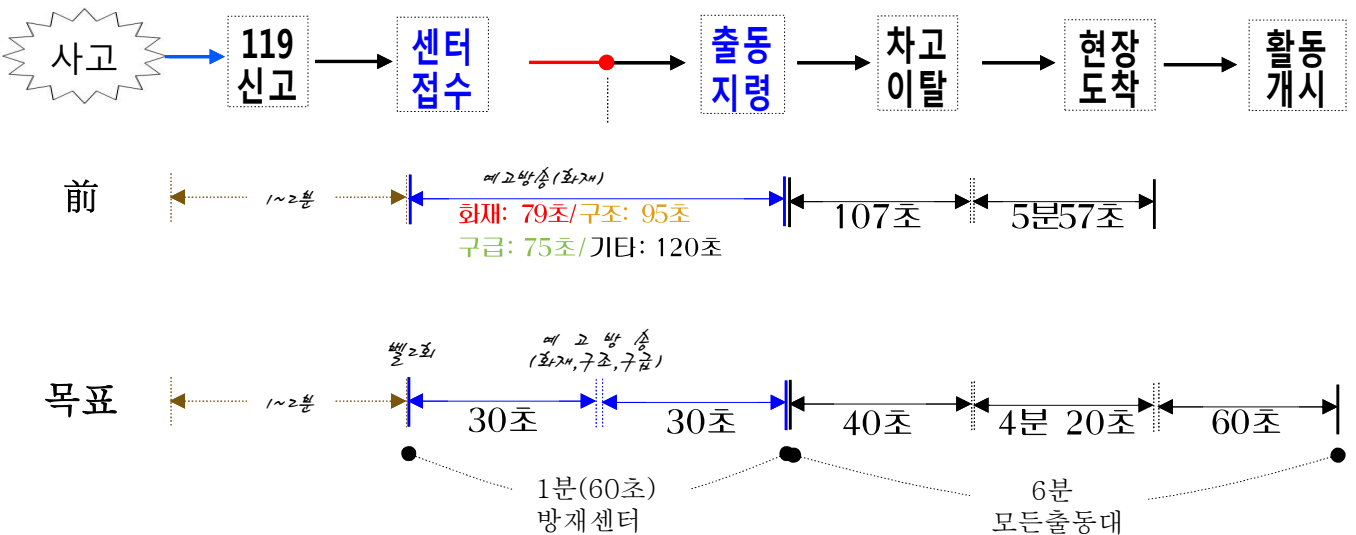 사고
119
신고
센터
접수
출동
지령
차고
이탈
현장
도착
활동
개시
前
1~2분
예고방송(화재)
화재: 79초/구조: 95초
구급: 75초/기타: 120초
107초
5분57초
목표
1~2분
벨2회
30초
예 고 방 송
(화재,구조,구급)
30초
40초
4분 20초
60초
1분(60초)
방재센터
6분
모든출동대